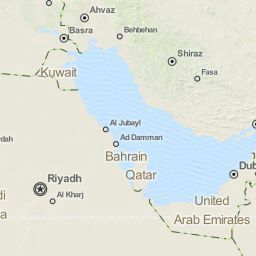 Ahvaz
Basra
Behbehan
Shiraz
Kuwait
Fasa
Al Jubayl
Ad Damman
Bahrain
Qatar
Riyadh
Al Kharj
United
Arab Emirates